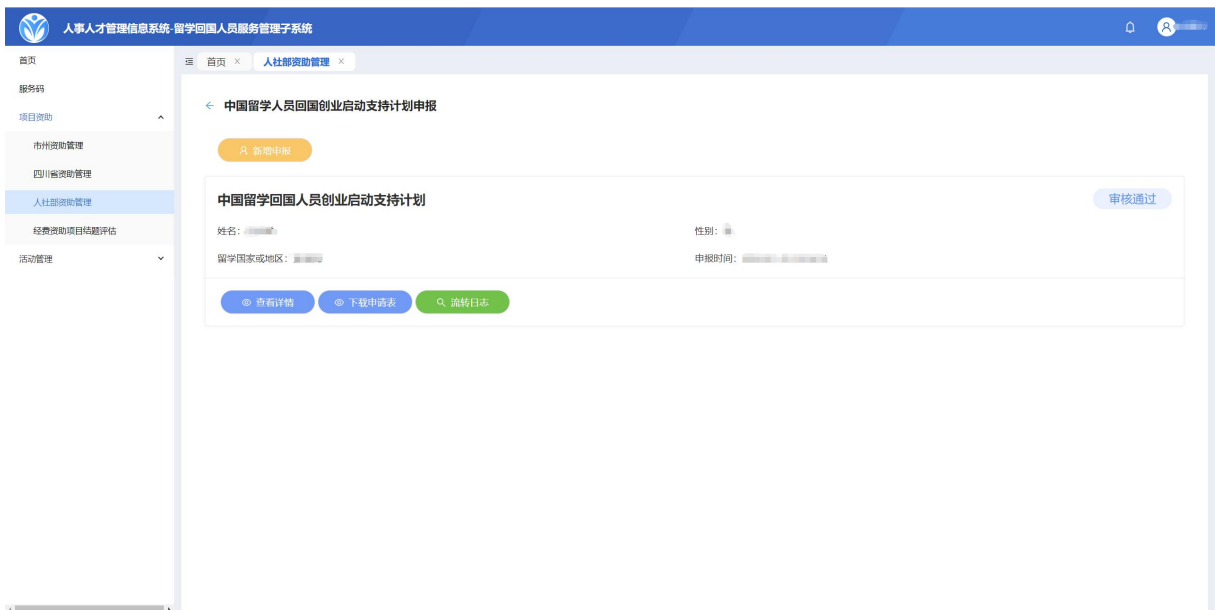 人事人才管理信息系统-留学回国人员服务管理子系统
首页
服务码
项目资助
市州资助管理
四川省资助管理
人社部资助管理
经费资助项目结题评估
活动管理
首页 ×
人社部资助管理 ×
← 中国留学人员回国创业启动支持计划申报
新增申报
中国留学回国人员创业启动支持计划
审核通过
姓名：
性别：
留学国家或地区：
申报时间：
查看详情
下载申请表
流转日志